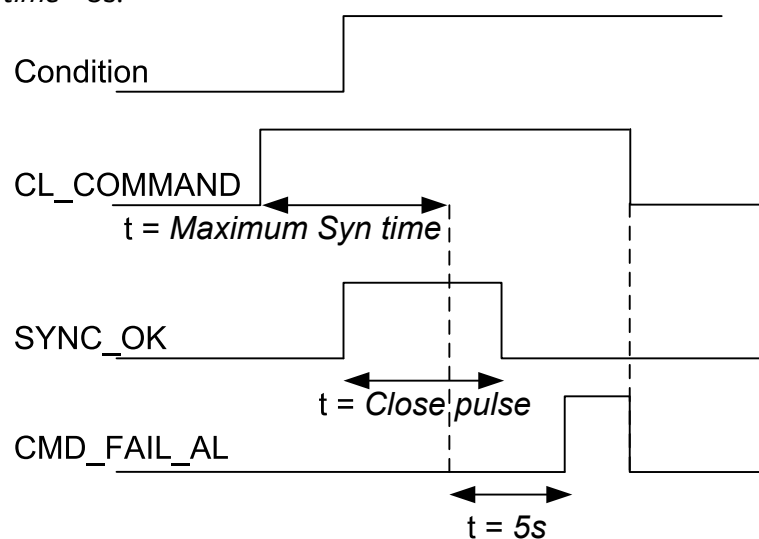 Condition
CL_COMMAND
t = Maximum Syn time
SYNC_OK
t = Close pulse
CMD_FAIL_AL
t = 5s